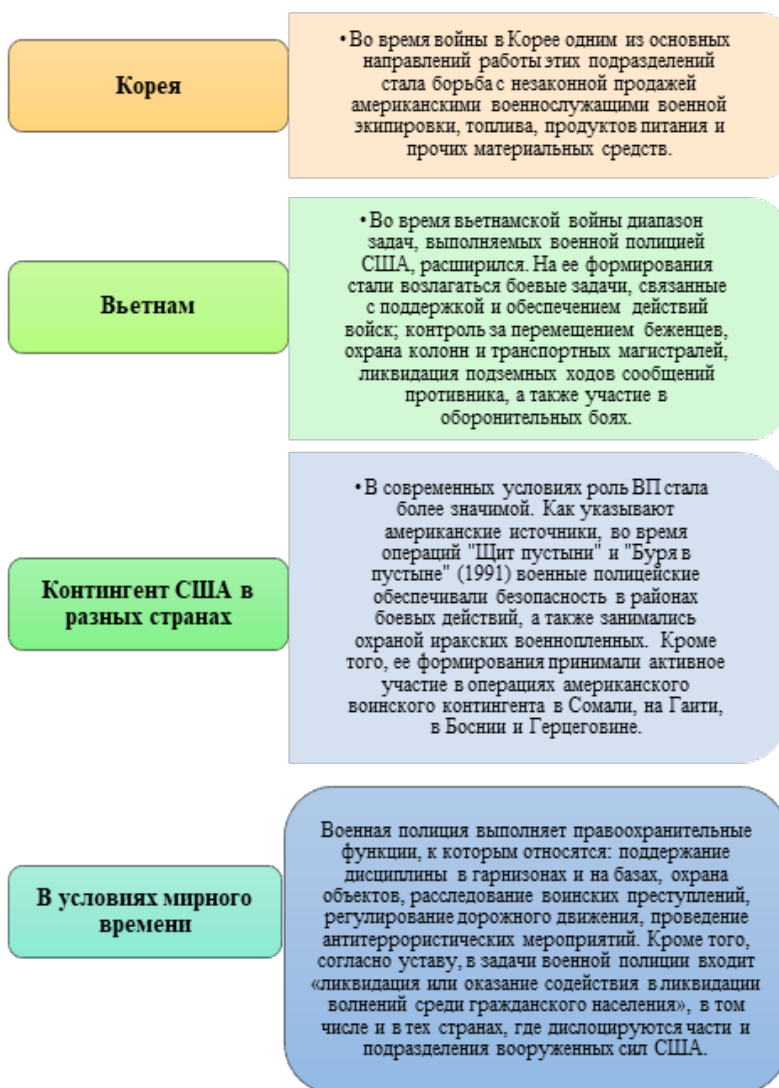 Корея
• Во время войны в Корее одним из основных
направлений работы этих подразделений
стала борьба с незаконной продажей
американскими военнослужащими военной
экипировки, топлива, продуктов питания и
прочих материальных средств.
Вьетнам
• Во время вьетнамской войны диапазон
задач, выполняемых военной полицией
США, расширился. На ее формирования
стали возлагаться боевые задачи, связанные
с поддержкой и обеспечением действий
войск; контроль за перемещением беженцев,
охрана колонн и транспортных магистралей,
ликвидация подземных ходов сообщений
противника, а также участие в
оборонительных боях.
Контингент США в
разных странах
• В современных условиях роль ВП стала
более значимой. Как указывают
американские источники, во время
операций "Щит пустыни" и "Буря в
пустыне" (1991) военные полицейские
обеспечивали безопасность в районах
боевых действий, а также занимались
охраной иракских военнопленных. Кроме
того, ее формирования принимали активное
участие в операциях американского
воинского контингента в Сомали, на Гаити,
в Боснии и Герцеговине.
В условиях мирного
времени
Военная полиция выполняет правоохранительные
функции, к которым относятся: поддержание
дисциплины в гарнизонах и на базах, охрана
объектов, расследование воинских преступлений,
регулирование дорожного движения, проведение
антитеррористических мероприятий. Кроме того,
согласно уставу, в задачи военной полиции входит
«ликвидация или оказание содействия в ликвидации
волнений среди гражданского населения», в том
числе и в тех странах, где дислоцируются части и
подразделения вооруженных сил США.